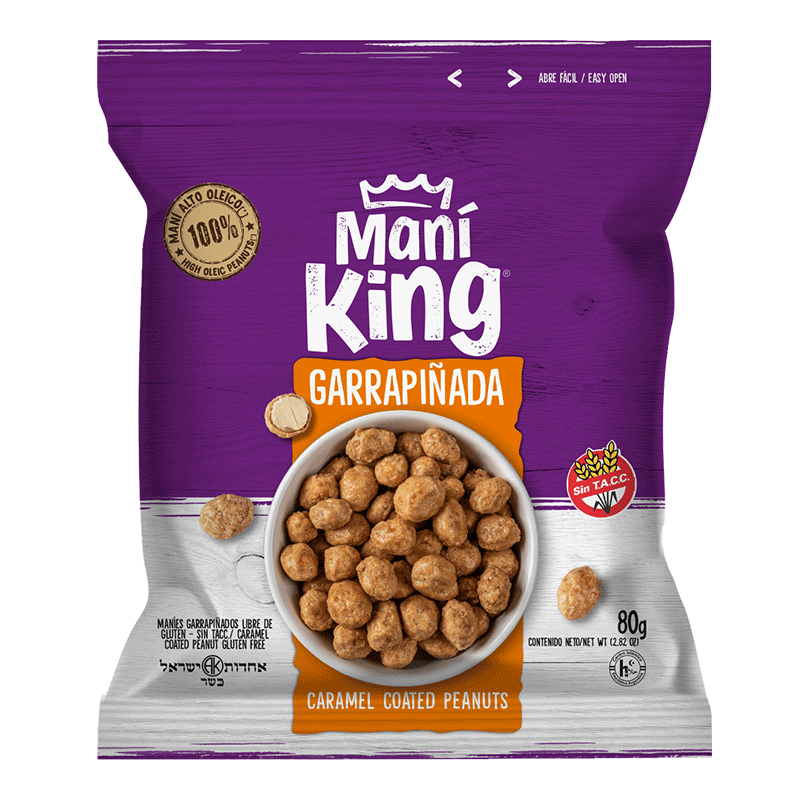 < > ABRE FÁCIL / EASY OPEN
MANÍ ALTO OLEICO
100%
HIGH OLEIC PEANUTS
Maní
King®
GARRAPIÑADA
Sin T.A.C.C.
MANÍES GARRAPIÑADOS LIBRE DE
GLUTEN - SIN TACC./ CARAMEL
COATED PEANUT GLUTEN FREE
אחדות AK ישראל
בשר
80g
CONTENIDO NETO/NET WT (2.82 OZ)
CARAMEL COATED PEANUTS